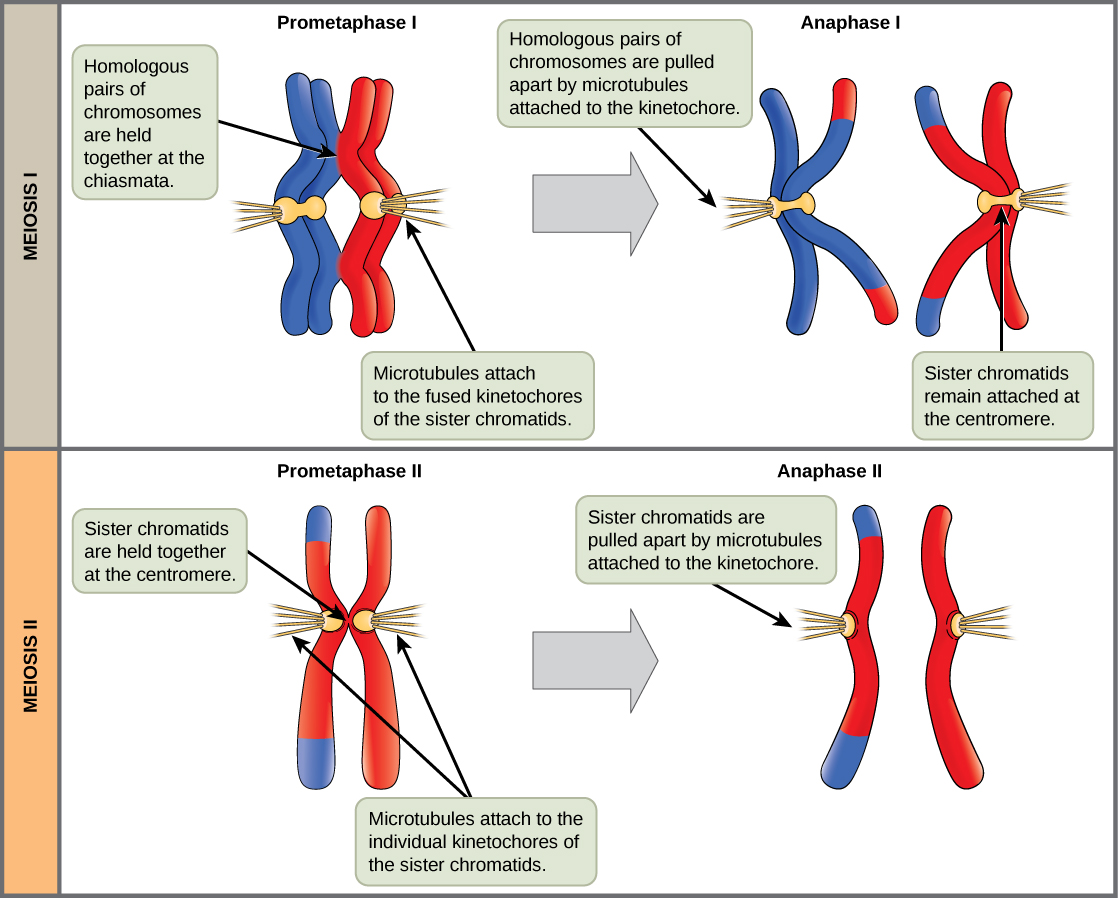 MEIOSIS I
Prometaphase I
Homologous
pairs of
chromosomes
are held
together at the
chiasmata.
Microtubules attach
to the fused kinetochores
of the sister chromatids.
Anaphase I
Homologous pairs of
chromosomes are pulled
apart by microtubules
attached to the kinetochore.
Sister chromatids
remain attached at
the centromere.
MEIOSIS II
Prometaphase II
Sister chromatids
are held together
at the centromere.
Microtubules attach to the
individual kinetochores of
the sister chromatids.
Anaphase II
Sister chromatids are
pulled apart by microtubules
attached to the kinetochore.